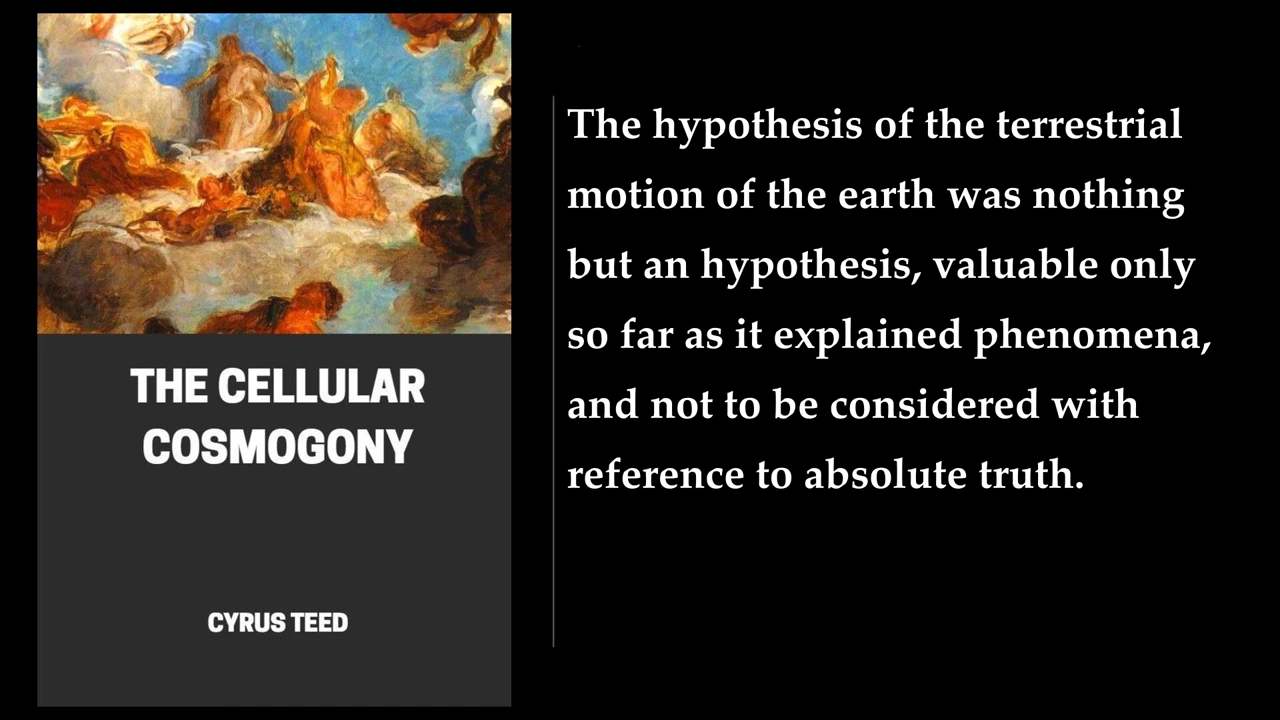 THE CELLULAR
COSMOGONY
CYRUS TEED
The hypothesis of the terrestrial
motion of the earth was nothing
but an hypothesis, valuable only
so far as it explained phenomena,
and not to be considered with
reference to absolute truth.